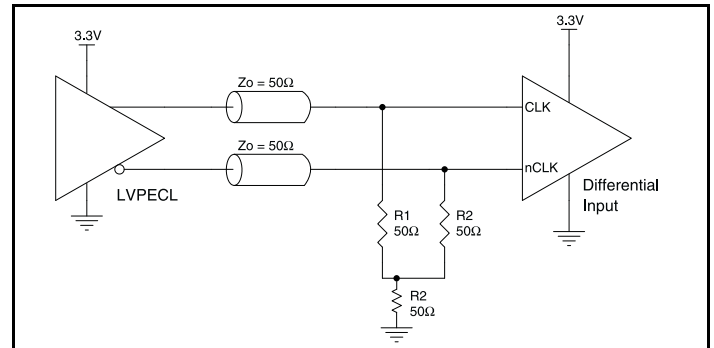 3.3V
3.3V
Zo = 50Ω
CLK
Zo = 50Ω
nCLK
LVPECL
Differential
Input
R1
50Ω
R2
50Ω
R2
50Ω